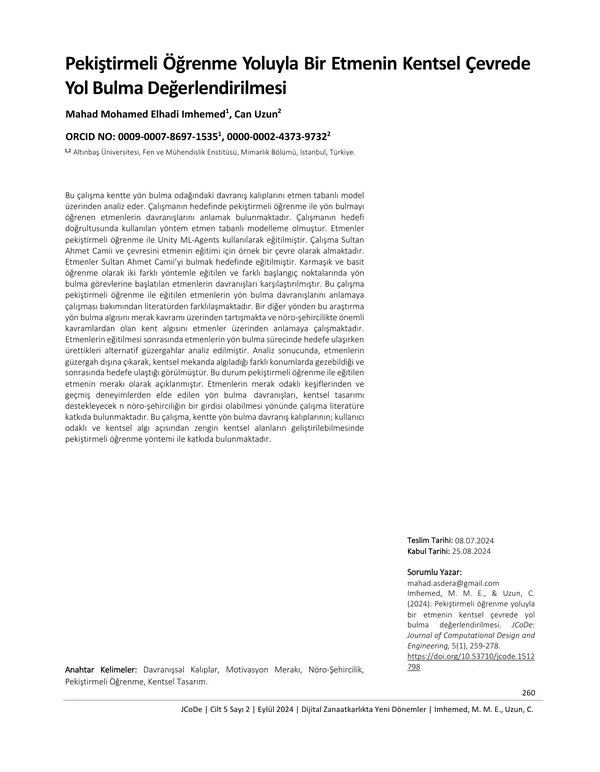 Pekiştirmeli Öğrenme Yoluyla Bir Etmenin Kentsel Çevrede
Yol Bulma Değerlendirilmesi
Mahad Mohamed Elhadi Imhemed¹, Can Uzun²
ORCID NO: 0009-0007-8697-1535¹, 0000-0002-4373-9732²
¹,² Altınbaş Üniversitesi, Fen ve Mühendislik Enstitüsü, Mimarlık Bölümü, İstanbul, Türkiye.
Bu çalışma kentte yön bulma odağındaki davranış kalıplarını etmen tabanlı model
üzerinden analiz eder. Çalışmanın hedefinde pekiştirmeli öğrenme ile yön bulmayı
öğrenen etmenlerin davranışlarını anlamak bulunmaktadır. Çalışmanın hedefi
doğrultusunda kullanılan yöntem etmen tabanlı modelleme olmuştur. Etmenler
pekiştirmeli öğrenme ile Unity ML-Agents kullanılarak eğitilmiştir. Çalışma Sultan
Ahmet Camii ve çevresini etmenin eğitimi için örnek bir çevre olarak almaktadır.
Etmenler Sultan Ahmet Camii'yi bulmak hedefinde eğitilmiştir. Karmaşık ve basit
öğrenme olarak iki farklı yöntemle eğitilen ve farklı başlangıç noktalarında yön
bulma görevlerine başlatılan etmenlerin davranışları karşılaştırılmıştır. Bu çalışma
pekiştirmeli öğrenme ile eğitilen etmenlerin yön bulma davranışlarını anlamaya
çalışması bakımından literatürden farklılaşmaktadır. Bir diğer yönden bu araştırma
yön bulma algısını merak kavramı üzerinden tartışmakta ve nöro-şehircilikte önemli
kavramlardan olan kent algısını etmenler üzerinden anlamaya çalışmaktadır.
Etmenlerin eğitilmesi sonrasında etmenlerin yön bulma sürecinde hedefe ulaşırken
ürettikleri alternatif güzergahlar analiz edilmiştir. Analiz sonucunda, etmenlerin
güzergah dışına çıkarak, kentsel mekanda algıladığı farklı konumlarda gezebildiği ve
sonrasında hedefe ulaştığı görülmüştür. Bu durum pekiştirmeli öğrenme ile eğitilen
etmenin merakı olarak açıklanmıştır. Etmenlerin merak odaklı keşiflerinden ve
geçmiş deneyimlerden elde edilen yön bulma davranışları, kentsel tasarımı
destekleyecek n nöro-şehirciliğin bir girdisi olabilmesi yönünde çalışma literatüre
katkıda bulunmaktadır. Bu çalışma, kentte yön bulma davranış kalıplarının; kullanıcı
odaklı ve kentsel algı açısından zengin kentsel alanların geliştirilebilmesinde
pekiştirmeli öğrenme yöntemi ile katkıda bulunmaktadır.
Teslim Tarihi: 08.07.2024
Kabul Tarihi: 25.08.2024
Sorumlu Yazar:
mahad.asdera@gmail.com
Imhemed, M. M. E., & Uzun, C.
(2024). Pekiştirmeli öğrenme yoluyla
bir etmenin kentsel çevrede yol
bulma değerlendirilmesi. JCoDe:
Journal of Computational Design and
Engineering, 5(1), 259-278.
https://doi.org/10.53710/jcode.1512
798
Anahtar Kelimeler: Davranışsal Kalıplar, Motivasyon Merakı, Nöro-Şehircilik,
Pekiştirmeli Öğrenme, Kentsel Tasarım.
260
JCoDe | Cilt 5 Sayı 2 | Eylül 2024 | Dijital Zanaatkarlıkta Yeni Dönemler | Imhemed, M. M. E., Uzun, C.